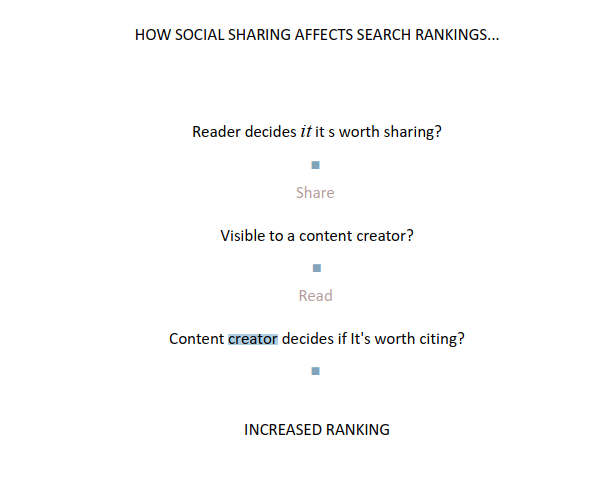 HOW SOCIAL SHARING AFFECTS SEARCH RANKINGS...
Reader decides it it s worth sharing?
Share
Visible to a content creator?
Read
Content creator decides if It's worth citing?
INCREASED RANKING